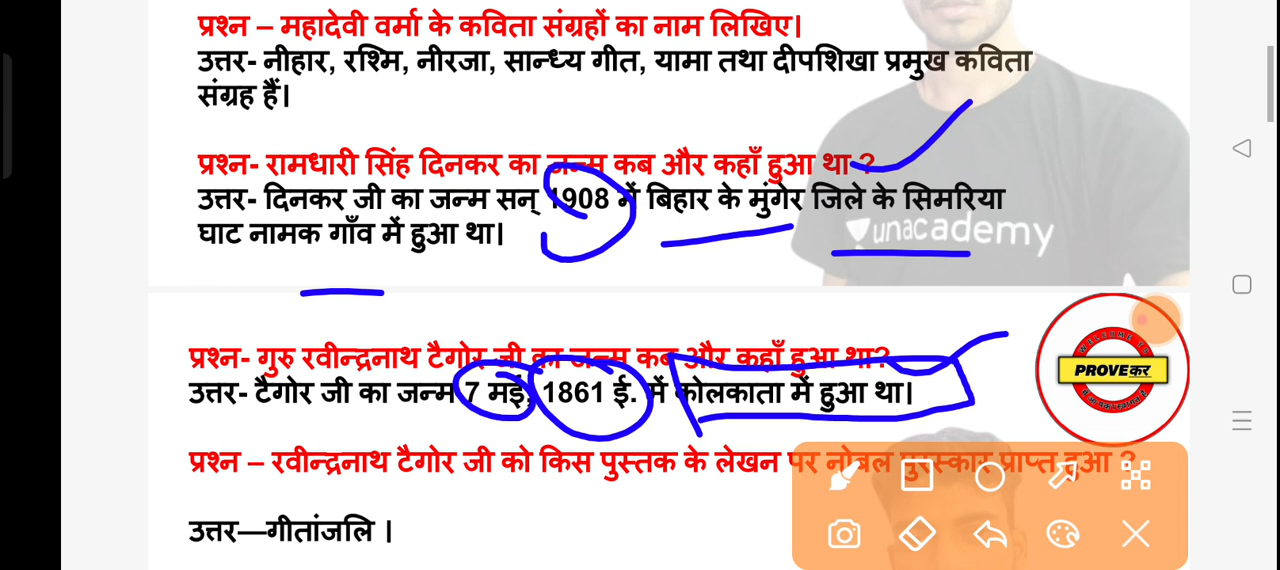 प्रश्न – महादेवी वर्मा के कविता संग्रहों का नाम लिखिए।
उत्तर- नीहार, रश्मि, नीरजा, सान्ध्य गीत, यामा तथा दीपशिखा प्रमुख कविता
संग्रह हैं।
प्रश्न- रामधारी सिंह दिनकर का जन्म कब और कहाँ हुआ था ?
उत्तर- दिनकर जी का जन्म सन् 1908 में बिहार के मुंगेर जिले के सिमरिया
घाट नामक गाँव में हुआ था।
unacademy
प्रश्न- गुरु रवीन्द्रनाथ टैगोर जी का जन्म कब और कहाँ हुआ था?
उत्तर- टैगोर जी का जन्म 7 मई, 1861 ई. में कोलकाता में हुआ था।
PROVEकर
प्रश्न – रवीन्द्रनाथ टैगोर जी को किस पुस्तक के लेखन पर नोबल पुरस्कार प्राप्त हुआ ?
उत्तर—गीतांजलि ।